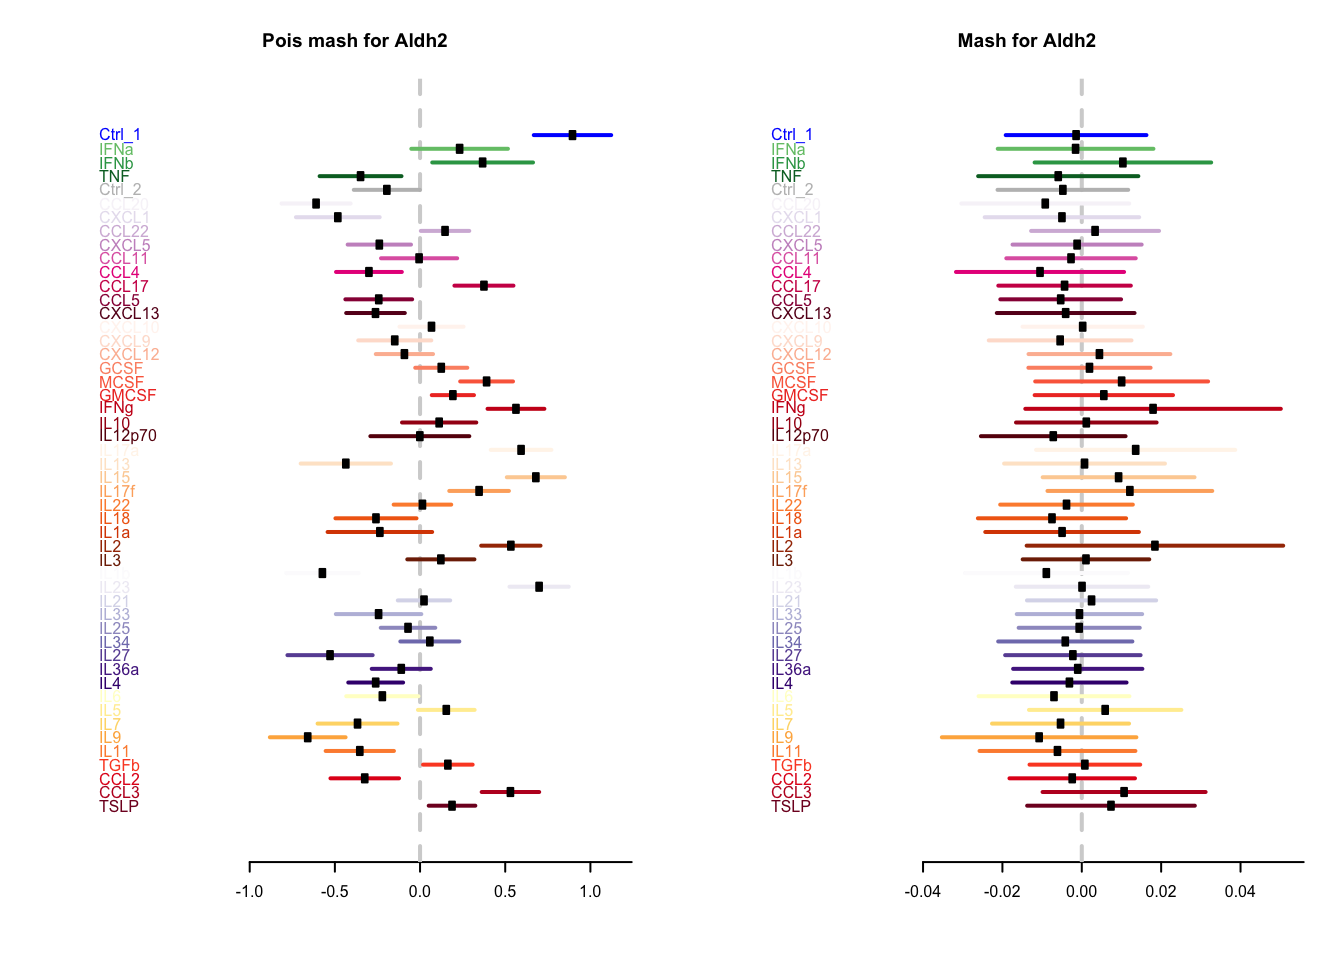 Pois mash for Aldh2
Ctrl_1
IFNa
IFNb
TNF
Ctrl_2
CCL20
CXCL1
CCL22
CXCL5
CCL11
CCL4
CCL17
CCL5
CXCL13
CXCL10
CXCL9
CXCL12
GCSF
MCSF
GMCSF
IFNg
IL10
IL12p70
IL17a
IL13
IL15
IL17f
IL22
IL18
IL1a
IL2
IL3
IL23
IL21
IL33
IL25
IL34
IL27
IL36a
IL4
IL5
IL7
IL9
IL11
TGFb
CCL2
CCL3
TSLP
-1.0 -0.5 0.0 0.5 1.0
Mash for Aldh2
Ctrl_1
IFNa
IFNb
TNF
Ctrl_2
CCL20
CXCL1
CCL22
CXCL5
CCL11
CCL4
CCL17
CCL5
CXCL13
CXCL10
CXCL9
CXCL12
GCSF
MCSF
GMCSF
IFNg
IL10
IL12p70
IL17a
IL13
IL15
IL17f
IL22
IL18
IL1a
IL2
IL3
IL23
IL21
IL33
IL25
IL34
IL27
IL36a
IL4
IL5
IL7
IL9
IL11
TGFb
CCL2
CCL3
TSLP
-0.04 -0.02 0.00 0.02 0.04